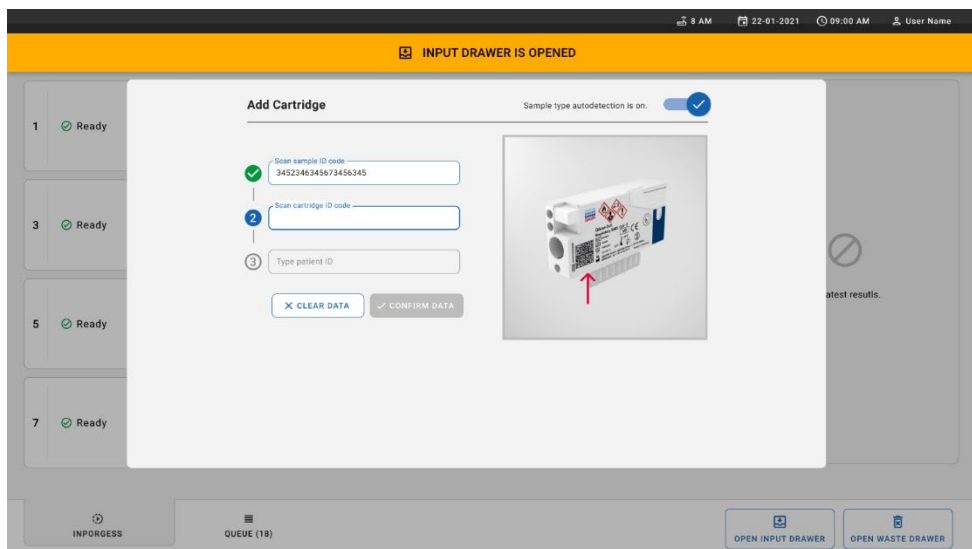 8 AM 22-01-2021 09:00 AM User Name
INPUT DRAWER IS OPENED
Add Cartridge
Sample type autodetection is on.
1 Ready
Scan sample ID code
3452346345673456345
Scan cartridge ID code
2
3 Ready
3 Type patient ID
CLEAR DATA CONFIRM DATA
atest resutls.
5 Ready
7 Ready
INPORGESS
QUEUE (18)
OPEN INPUT DRAWER
OPEN WASTE DRAWER